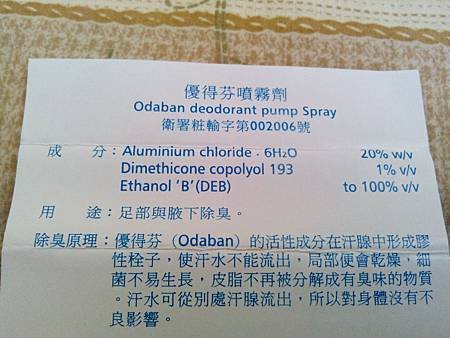 優得芬噴霧劑
Odaban deodorant pump Spray
衛署粧輸字第002006號
成　分：Aluminium chloride . 6H₂O 20% w/v
Dimethicone copolyol 193 1% v/v
Ethanol 'B'(DEB) to 100% v/v
用　途：足部與腋下除臭。
除臭原理：優得芬（Odaban）的活性成分在汗腺中形成膠
性栓子，使汗水不能流出，局部便會乾燥，細
菌不易生長，皮脂不再被分解成有臭味的物質
。汗水可從別處汗腺流出，所以對身體沒有不
良影響。